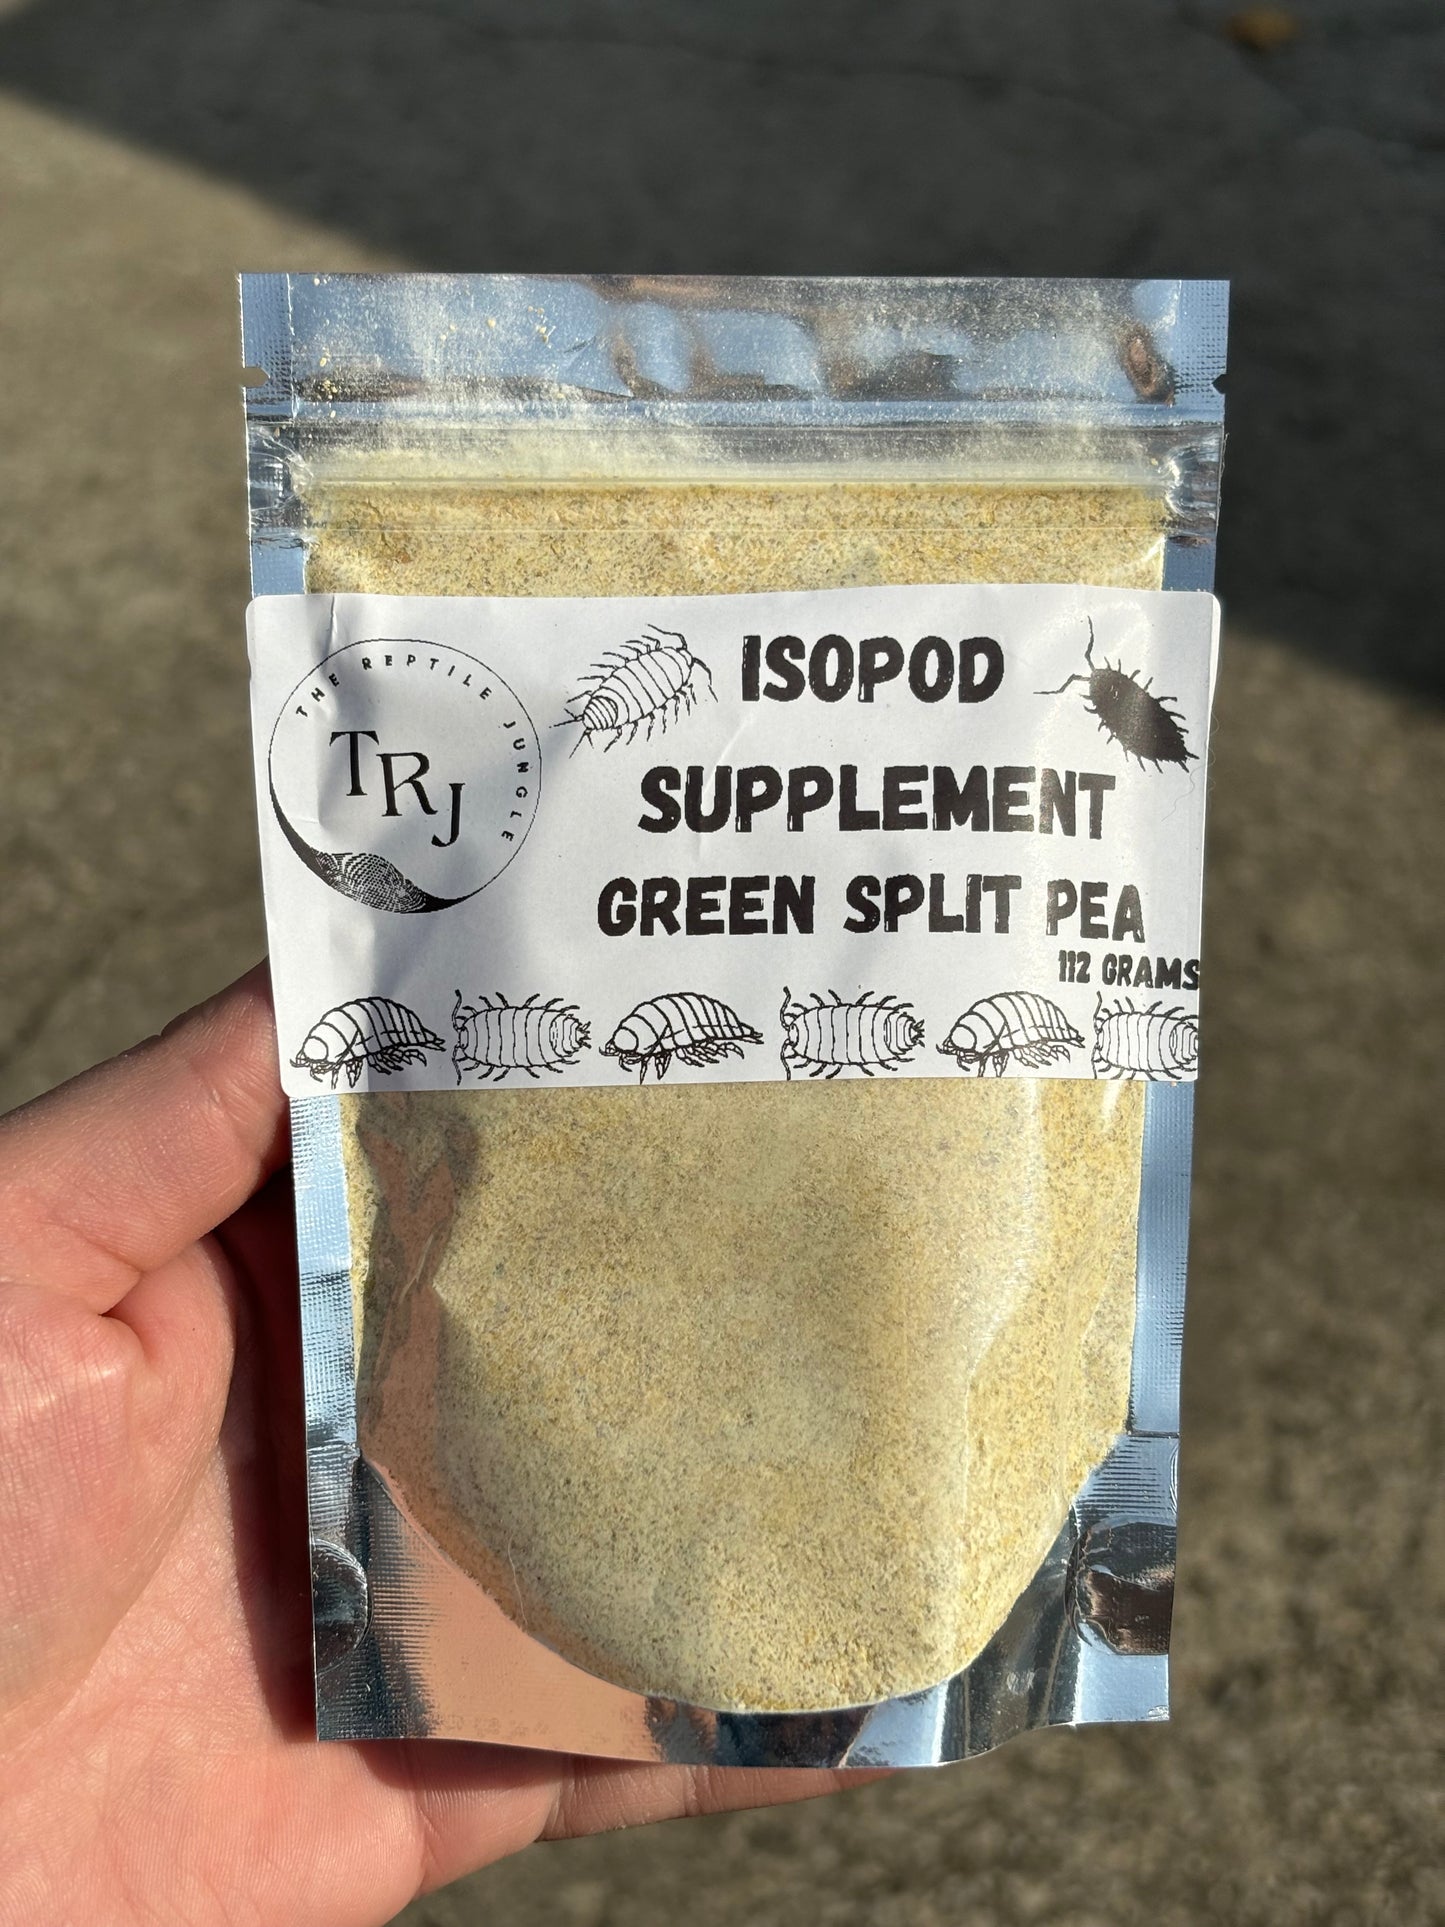 THE REPTILE JUNGLE
TRJ
ISOPOD
SUPPLEMENT
GREEN SPLIT PEA
112 GRAMS